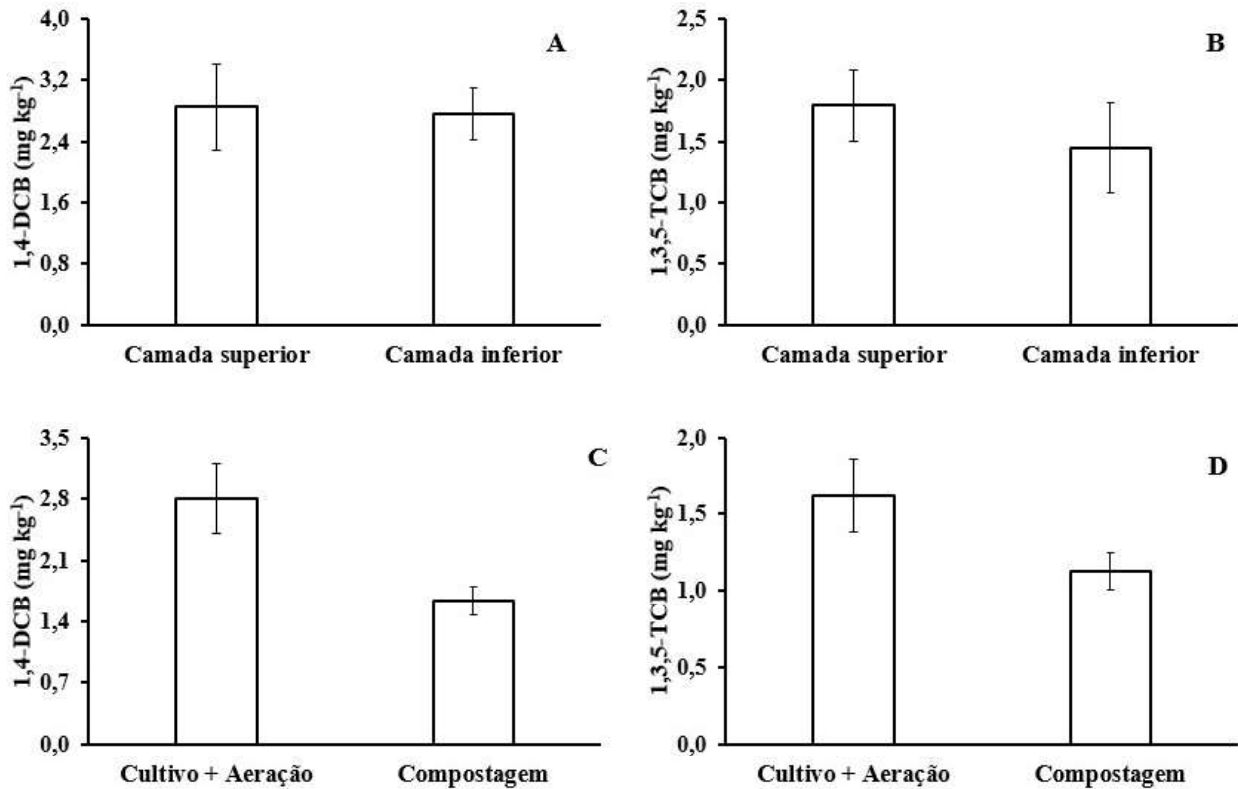 A
1,4-DCB (mg kg⁻¹)
4,0
3,2
2,4
1,6
0,8
0,0
Camada superior
Camada inferior
B
1,3,5-TCB (mg kg⁻¹)
2,5
2,0
1,5
1,0
0,5
0,0
Camada superior
Camada inferior
C
1,4-DCB (mg kg⁻¹)
3,5
2,8
2,1
1,4
0,7
0,0
Cultivo + Aeração
Compostagem
D
1,3,5-TCB (mg kg⁻¹)
2,0
1,5
1,0
0,5
0,0
Cultivo + Aeração
Compostagem